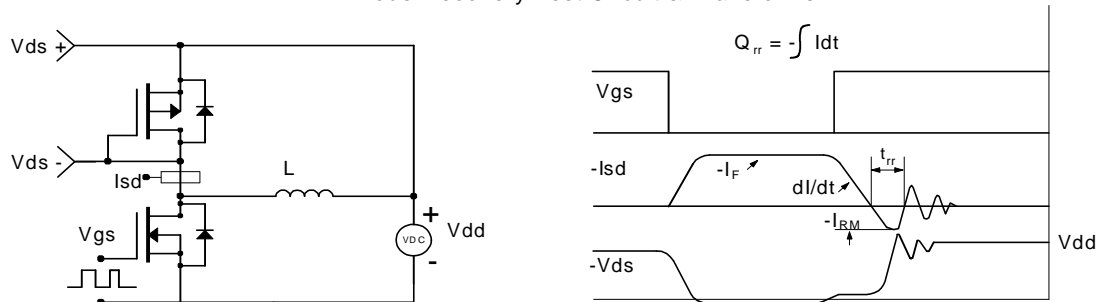 Vds +
Vds -
Isd
L
Vgs
+
VDC
-
Vdd
Q rr = -∫ Idt
Vgs
-Isd
-I F
dI/dt
t rr
-I RM
-Vds
Vdd